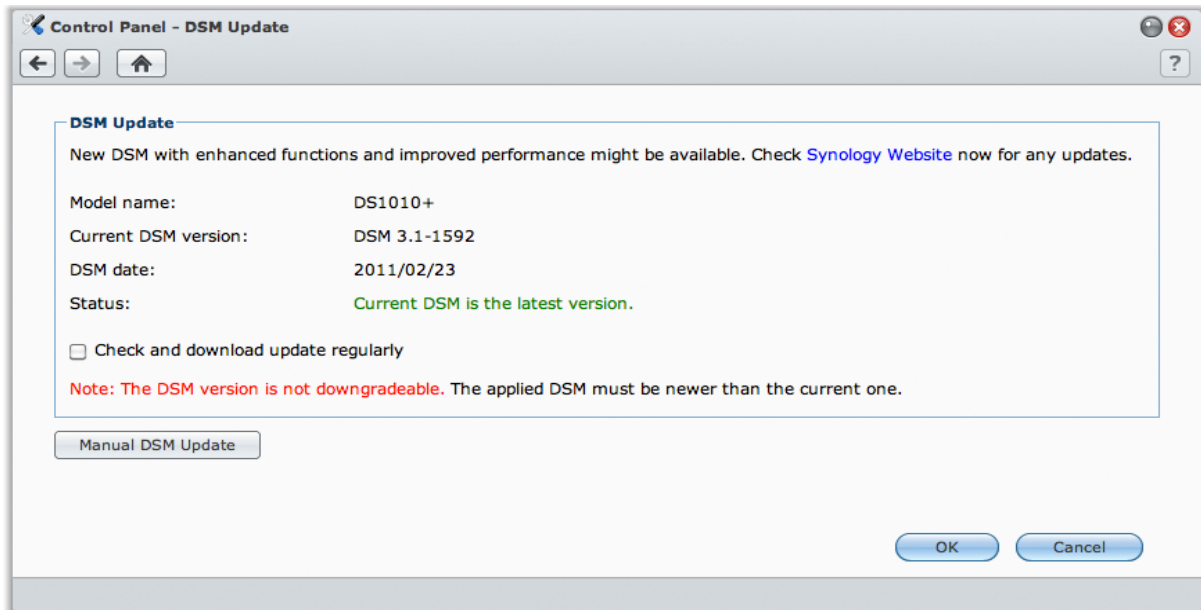 Control Panel - DSM Update
?
DSM Update
New DSM with enhanced functions and improved performance might be available. Check Synology Website now for any updates.
Model name: DS1010+
Current DSM version: DSM 3.1-1592
DSM date: 2011/02/23
Status: Current DSM is the latest version.
Check and download update regularly
Note: The DSM version is not downgradeable. The applied DSM must be newer than the current one.
Manual DSM Update
OK Cancel